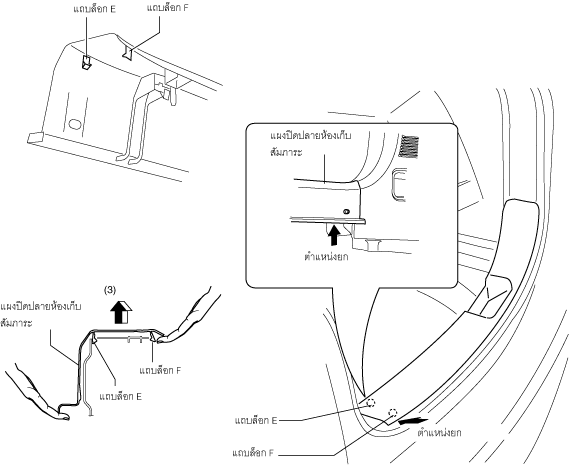 แถบล็อก E
แถบล็อก F
แผงปิดปลายห้องเก็บ
สัมภาระ
ตำแหน่งยก
(3)
แผงปิดปลายห้องเก็บ
สัมภาระ
แถบล็อก F
แถบล็อก E
แถบล็อก E
ตำแหน่งยก
แถบล็อก F